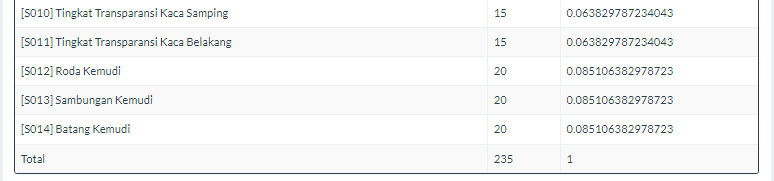 [S010] Tingkat Transparansi Kaca Samping 15 0.063829787234043
[S011] Tingkat Transparansi Kaca Belakang 15 0.063829787234043
[S012] Roda Kemudi 20 0.085106382978723
[S013] Sambungan Kemudi 20 0.085106382978723
[S014] Batang Kemudi 20 0.085106382978723
Total 235 1